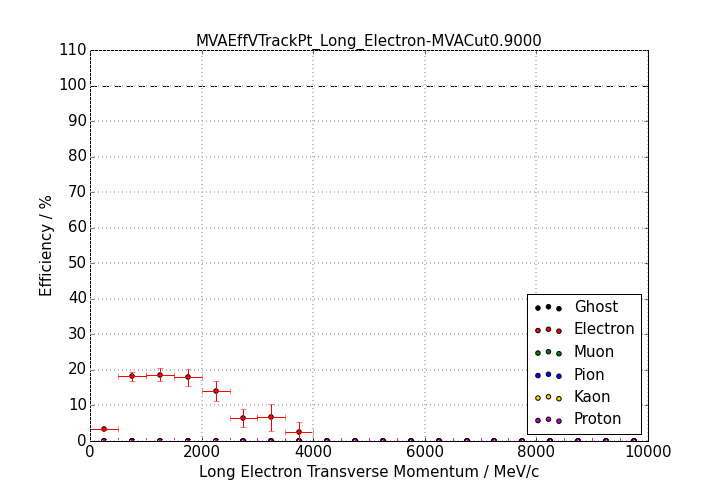 MVAEffVTrackPt_Long_Electron-MVACut0.9000
110
100
90
80
70
60
50
40
30
20
10
0
Efficiency / %
Ghost
Electron
Muon
Pion
Kaon
Proton
0 2000 4000 6000 8000 10000
Long Electron Transverse Momentum / MeV/c